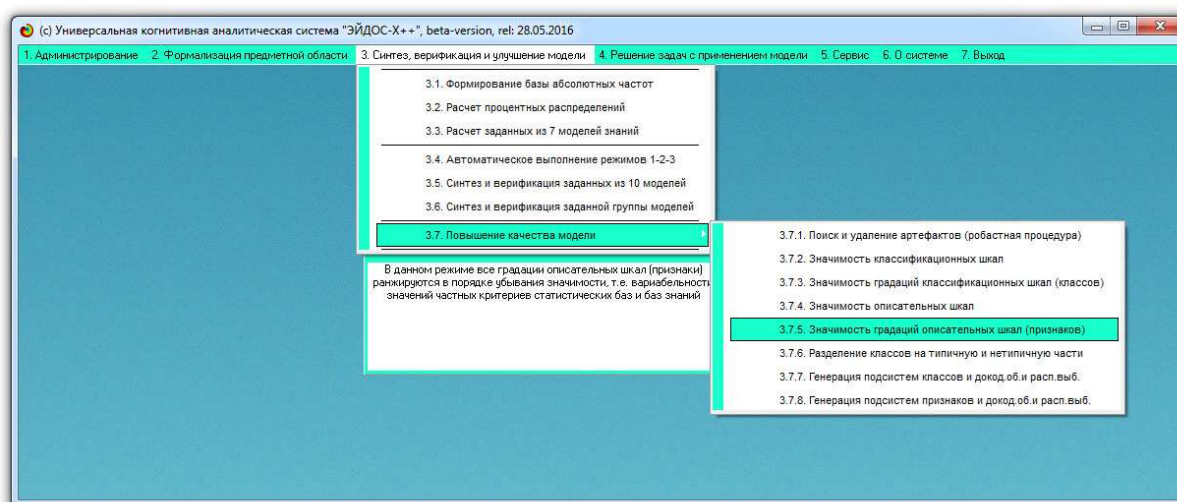 (c) Универсальная когнитивная аналитическая система "ЭЙДОС-X++", beta-version, rel: 28.05.2016
1. Администрирование 2. Формализация предметной области 3. Синтез, верификация и улучшение модели 4. Решение задач с применением модели 5. Сервис 6. О системе 7. Выход
3.1. Формирование базы абсолютных частот
3.2. Расчет процентных распределений
3.3. Расчет заданных из 7 моделей знаний
3.4. Автоматическое выполнение режимов 1-2-3
3.5. Синтез и верификация заданных из 10 моделей
3.6. Синтез и верификация заданной группы моделей
3.7. Повышение качества модели
3.7.1. Поиск и удаление артефактов (робастная процедура)
3.7.2. Значимость классификационных шкал
3.7.3. Значимость градаций классификационных шкал (классов)
3.7.4. Значимость описательных шкал
3.7.5. Значимость градаций описательных шкал (признаков)
3.7.6. Разделение классов на типичную и нетипичную части
3.7.7. Генерация подсистем классов и докод.об.и расп.выб.
3.7.8. Генерация подсистем признаков и докод.об.и расп.выб.
В данном режиме все градации описательных шкал (признаки)
ранжируются в порядке убывания значимости, т.е. вариабельности
значений частных критериев статистических баз и баз знаний